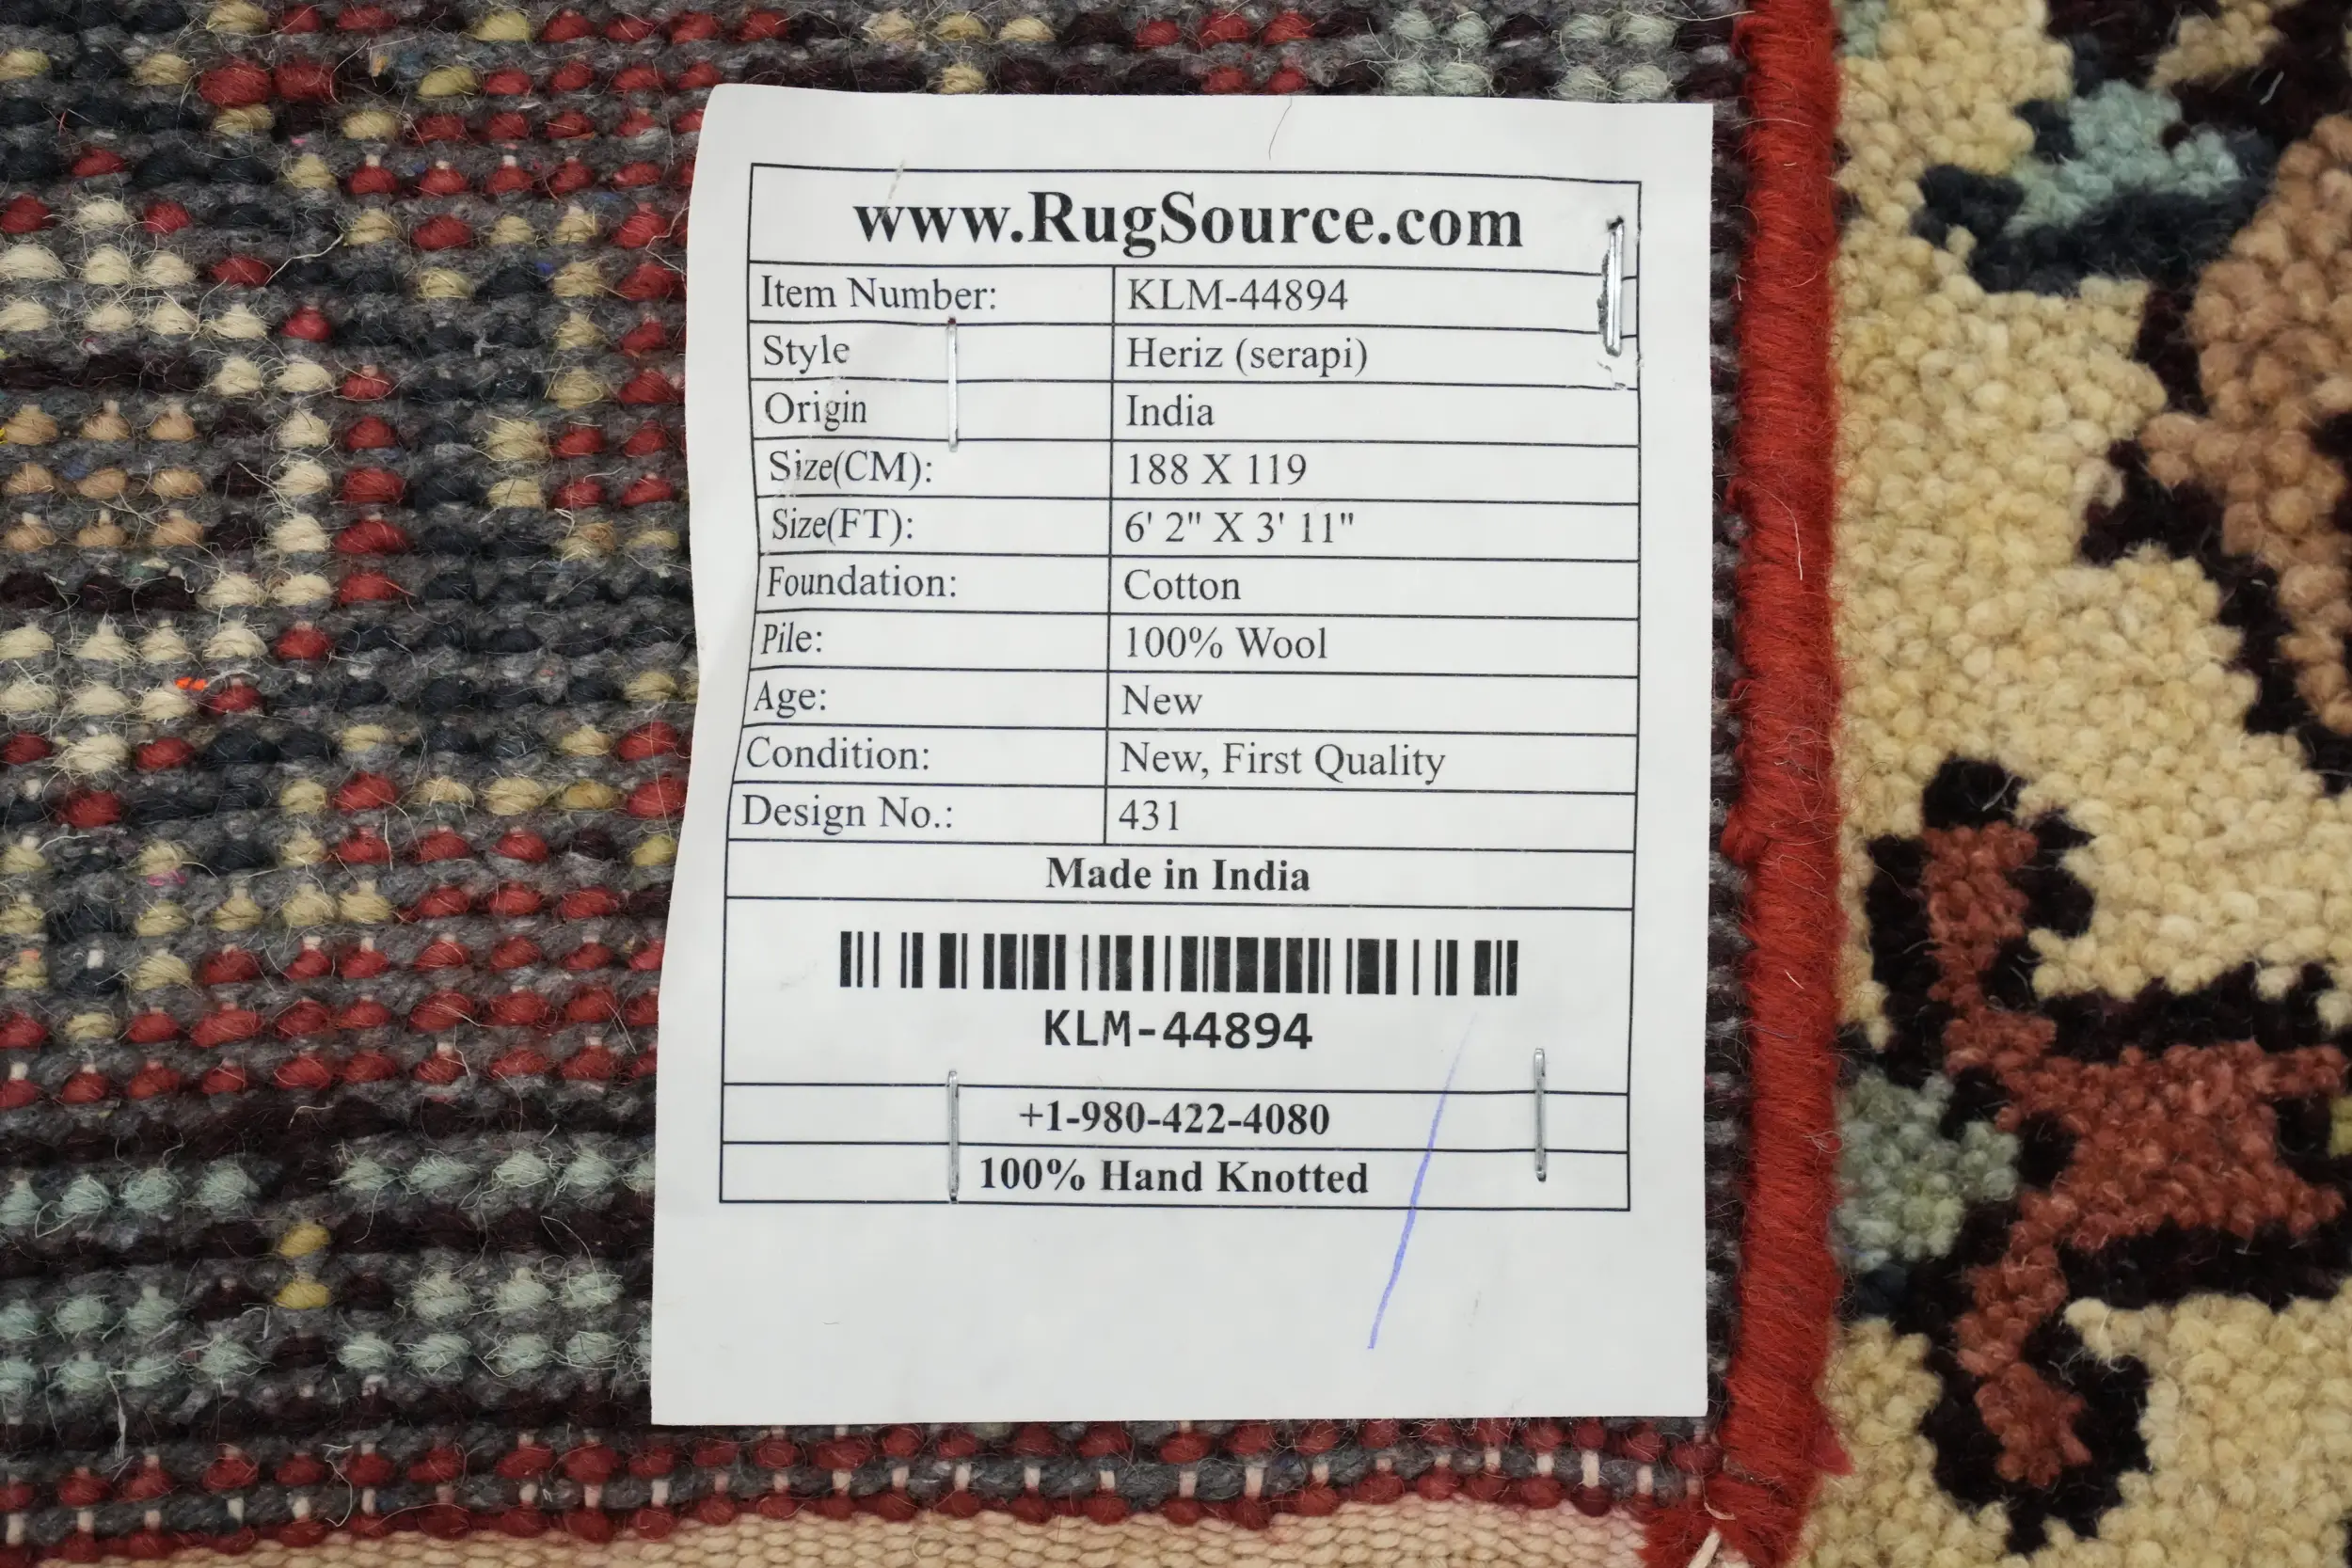 www.RugSource.com
Item Number: KLM-44894
Style Heriz (serapi)
Origin India
Size(CM): 188 X 119
Size(FT): 6' 2" X 3' 11"
Foundation: Cotton
Pile: 100% Wool
Age: New
Condition: New, First Quality
Design No.: 431
Made in India
KLM-44894
+1-980-422-4080
100% Hand Knotted